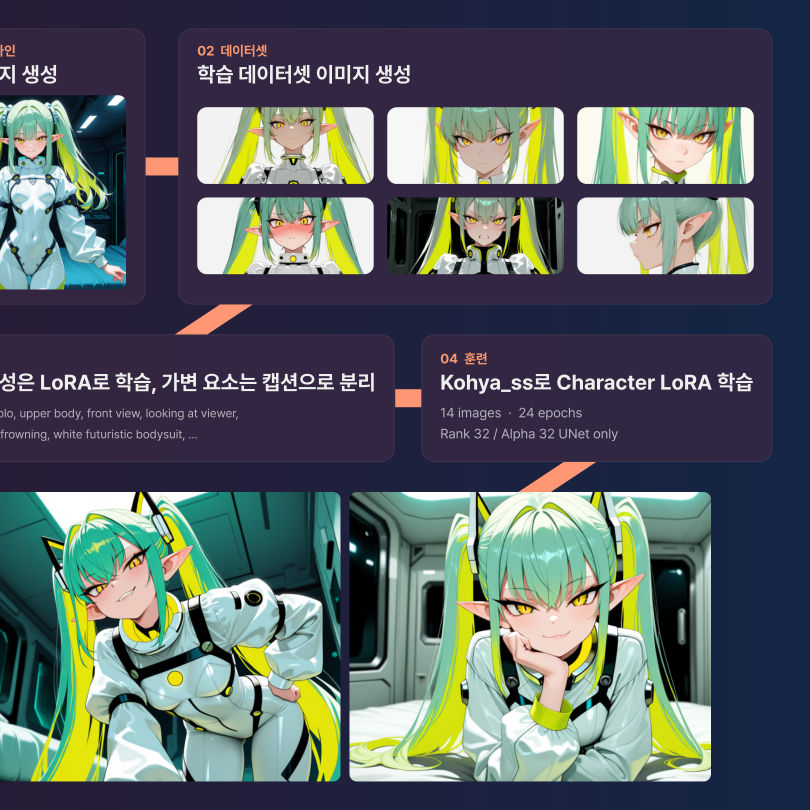 지 생성
02 데이터셋
학습 데이터셋 이미지 생성
성은 LoRA로 학습, 가변 요소는 캡션으로 분리
upper body, front view, looking at viewer,
frowning, white futuristic bodysuit, ...
04 훈련
Kohya_ss로 Character LoRA 학습
14 images · 24 epochs
Rank 32 / Alpha 32 UNet only